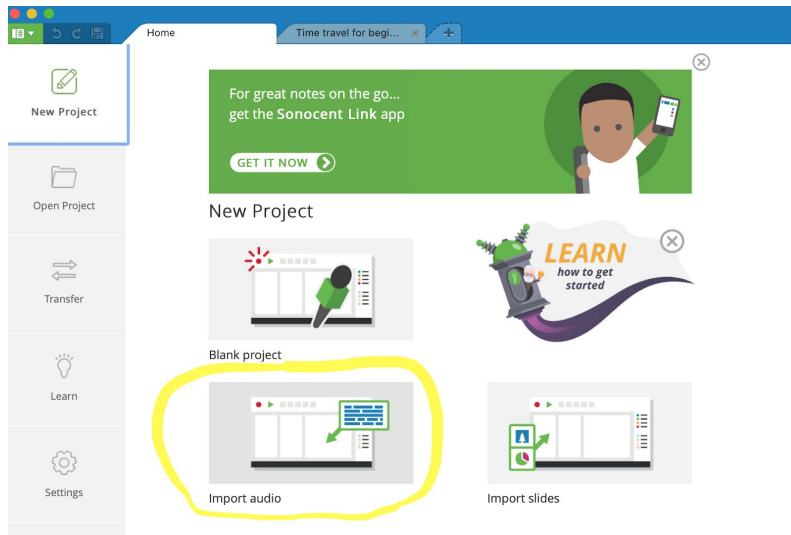 Home
Time travel for begi...
New Project
Open Project
Transfer
Learn
Settings
For great notes on the go...
get the Sonocent Link app
GET IT NOW
New Project
LEARN
how to get
started
Blank project
Import audio
Import slides